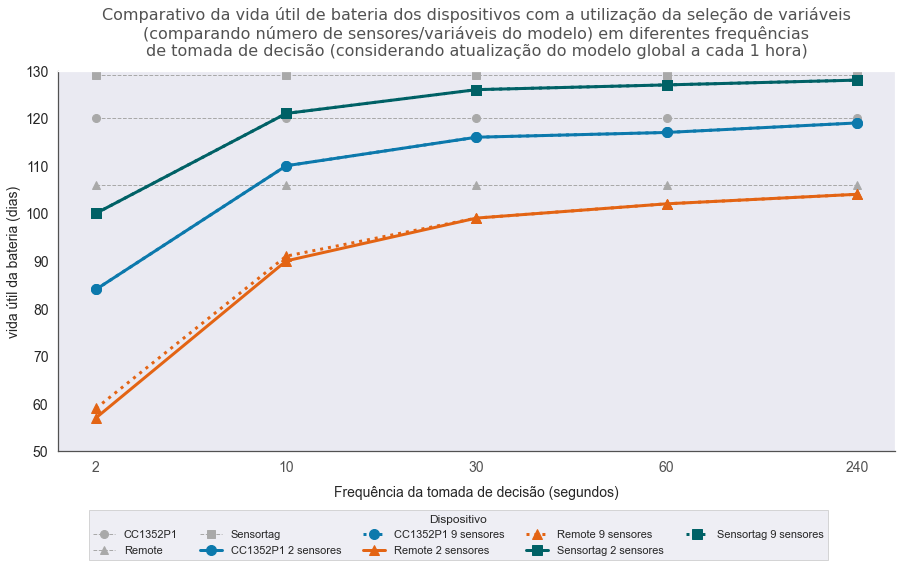 Comparativo da vida útil de bateria dos dispositivos com a utilização da seleção de variáveis
(comparando número de sensores/variáveis do modelo) em diferentes frequências
de tomada de decisão (considerando atualização do modelo global a cada 1 hora)
130
120
110
100
90
80
70
60
50
vida útil da bateria (dias)
2 10 30 60 240
Frequência da tomada de decisão (segundos)
Dispositivo
CC1352P1 Sensortag CC1352P1 9 sensores Remote 9 sensores Sensortag 9 sensores
Remote CC1352P1 2 sensores Remote 2 sensores Sensortag 2 sensores